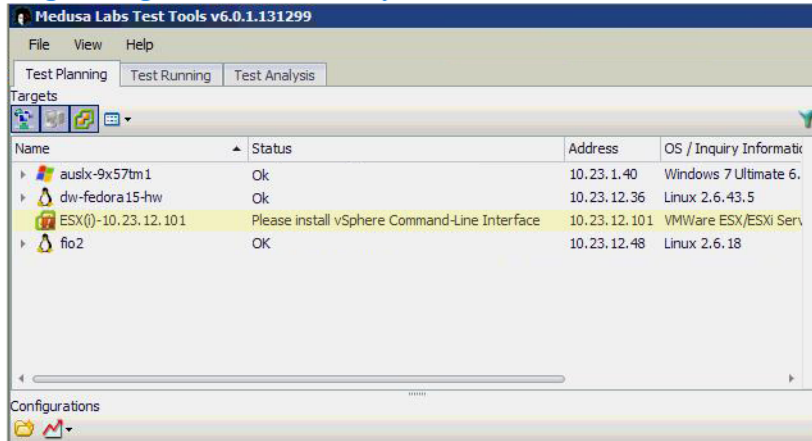 Medusa Labs Test Tools v6.0.1.131299
File View Help
Test Planning Test Running Test Analysis
Targets
Name Status Address OS / Inquiry Informatio
auslx-9x57tm1 Ok 10.23.1.40 Windows 7 Ultimate 6.
dw-fedora15-hw Ok 10.23.12.36 Linux 2.6.43.5
ESX(i)-10.23.12.101 Please install vSphere Command-Line Interface 10.23.12.101 VMWare ESX/ESXi Serv
fio2 OK 10.23.12.48 Linux 2.6.18
Configurations